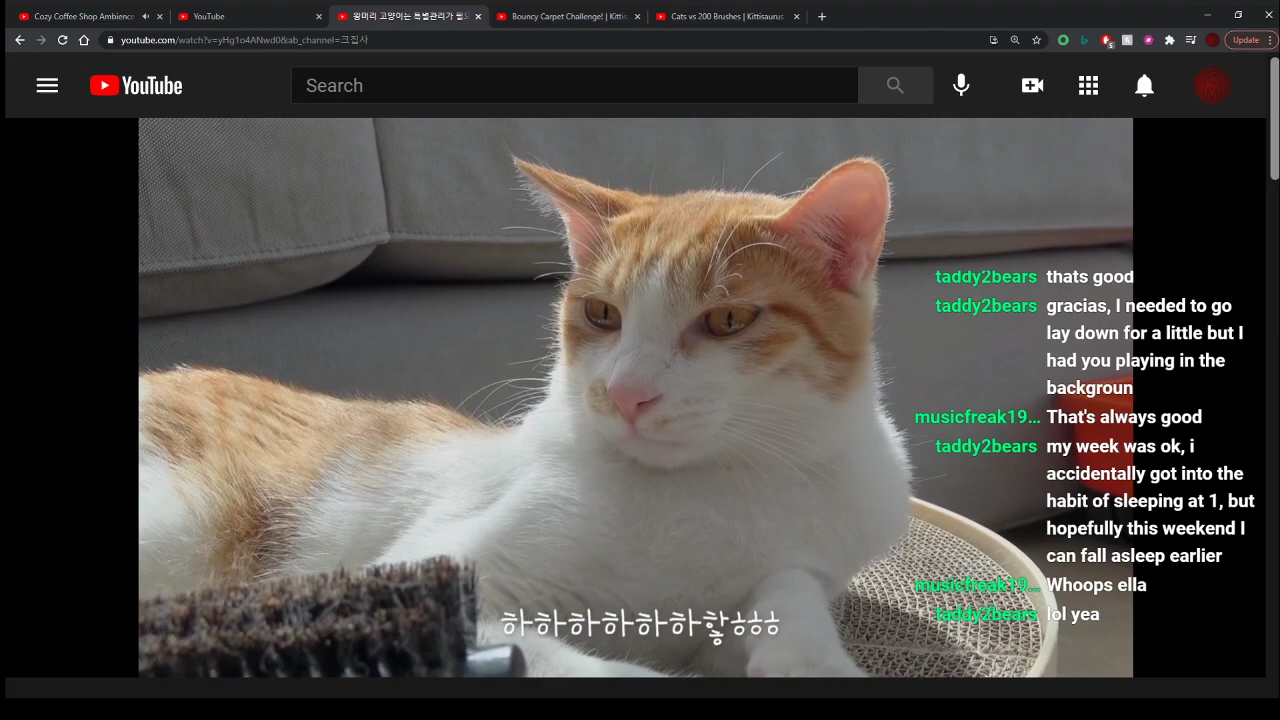 Cozy Coffee Shop Ambience
YouTube
Bouncy Carpet Challenge! | Kittis
Cats vs 200 Brushes | Kittisaurus
youtube.com/watch?v=yHg1o4ANwd0&ab_channel=크집사
Update
5
YouTube
Search
taddy2bears thats good
taddy2bears gracias, I needed to go
lay down for a little but I
had you playing in the
backgroun
musicfreak19... That's always good
taddy2bears my week was ok, i
accidentally got into the
habit of sleeping at 1, but
hopefully this weekend I
can fall asleep earlier
musicfreak19... Whoops ella
taddy2bears lol yea
하하하하하하핳ㅎㅎㅎ